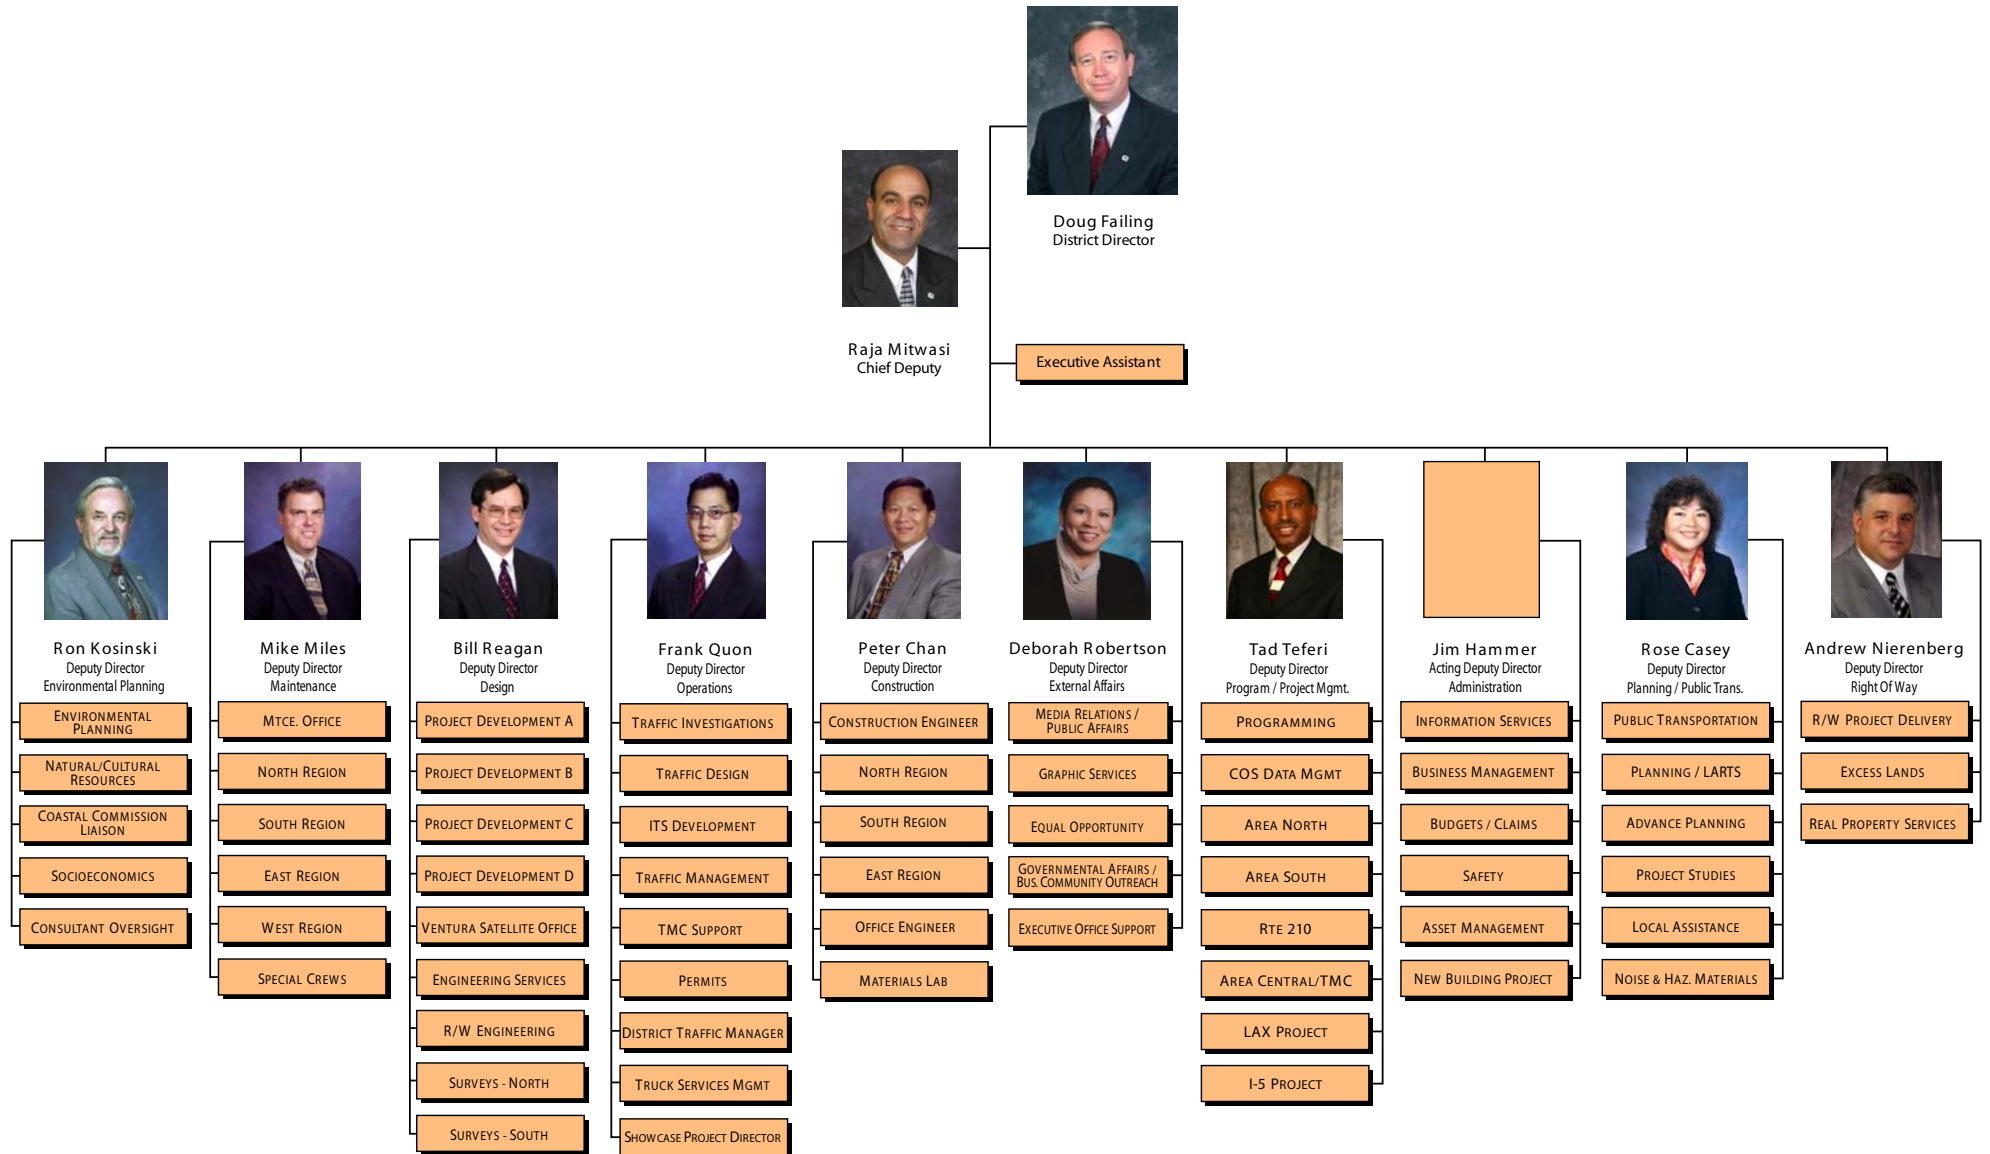 Doug Failing
District Director
Raja Mitwasi
Chief Deputy
Executive Assistant
Ron Kosinski
Deputy Director
Environmental Planning
ENVIRONMENTAL
PLANNING
NATURAL/CULTURAL
RESOURCES
COASTAL COMMISSION
LIAISON
SOCIOECONOMICS
CONSULTANT OVERSIGHT
Mike Miles
Deputy Director
Maintenance
MTCE. OFFICE
NORTH REGION
SOUTH REGION
EAST REGION
WEST REGION
SPECIAL CREWS
Bill Reagan
Deputy Director
Design
PROJECT DEVELOPMENT A
PROJECT DEVELOPMENT B
PROJECT DEVELOPMENT C
PROJECT DEVELOPMENT D
VENTURA SATELLITE OFFICE
ENGINEERING SERVICES
R/W ENGINEERING
SURVEYS - NORTH
SURVEYS - SOUTH
Frank Quon
Deputy Director
Operations
TRAFFIC INVESTIGATIONS
TRAFFIC DESIGN
ITS DEVELOPMENT
TRAFFIC MANAGEMENT
TMC SUPPORT
PERMITS
DISTRICT TRAFFIC MANAGER
TRUCK SERVICES MGMT
SHOWCASE PROJECT DIRECTOR
Peter Chan
Deputy Director
Construction
CONSTRUCTION ENGINEER
NORTH REGION
SOUTH REGION
EAST REGION
OFFICE ENGINEER
MATERIALS LAB
Deborah Robertson
Deputy Director
External Affairs
MEDIA RELATIONS /
PUBLIC AFFAIRS
GRAPHIC SERVICES
EQUAL OPPORTUNITY
GOVERNMENTAL AFFAIRS /
BUS. COMMUNITY OUTREACH
EXECUTIVE OFFICE SUPPORT
Tad Teferi
Deputy Director
Program / Project Mgmt.
PROGRAMMING
COS DATA MGMT
AREA NORTH
AREA SOUTH
RTE 210
AREA CENTRAL/TMC
LAX PROJECT
I-5 PROJECT
Jim Hammer
Acting Deputy Director
Administration
INFORMATION SERVICES
BUSINESS MANAGEMENT
BUDGETS / CLAIMS
SAFETY
ASSET MANAGEMENT
NEW BUILDING PROJECT
Rose Casey
Deputy Director
Planning / Public Trans.
PUBLIC TRANSPORTATION
PLANNING / LARTS
ADVANCE PLANNING
PROJECT STUDIES
LOCAL ASSISTANCE
NOISE & HAZ. MATERIALS
Andrew Nierenberg
Deputy Director
Right Of Way
R/W PROJECT DELIVERY
EXCESS LANDS
REAL PROPERTY SERVICES